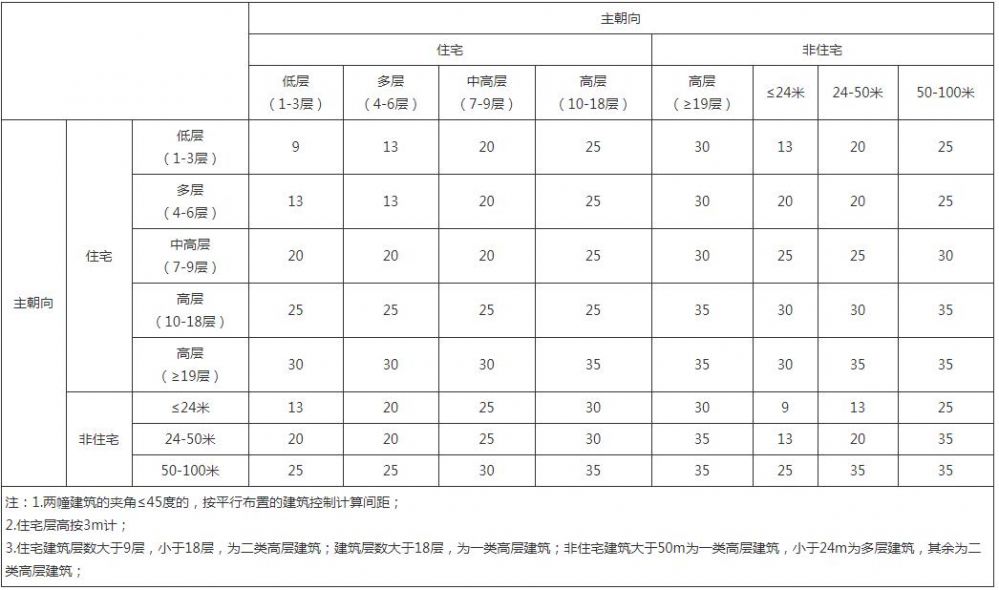 主朝向
住宅 非住宅
低层 多层 中高层 高层 高层 ≤24米 24-50米 50-100米
（1-3层） （4-6层） （7-9层） （10-18层） （≥19层）
主朝向 住宅 低层（1-3层） 9 13 20 25 30 13 20 25
多层（4-6层） 13 13 20 25 30 20 20 25
中高层（7-9层） 20 20 20 25 30 25 25 30
高层（10-18层） 25 25 25 25 35 30 30 35
高层（≥19层） 30 30 30 35 35 30 35 35
非住宅 ≤24米 13 20 25 30 30 9 13 25
24-50米 20 20 25 30 35 13 20 35
50-100米 25 25 30 35 35 25 35 35
注：1.两幢建筑的夹角≤45度的，按平行布置的建筑控制计算间距；
2.住宅层高按3m计；
3.住宅建筑层数大于9层，小于18层，为二类高层建筑；建筑层数大于18层，为一类高层建筑；非住宅建筑大于50m为一类高层建筑，小于24m为多层建筑，其余为二
类高层建筑；